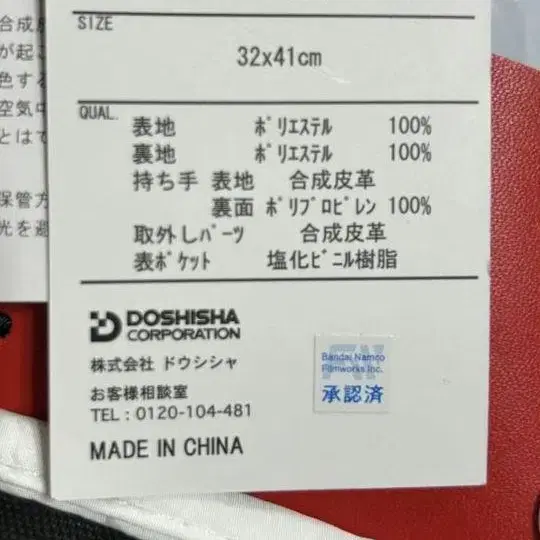 SIZE
32x41cm
QUAL.
表地 ポリエステル 100%
裏地 ポリエステル 100%
持ち手 表地 合成皮革
裏面 ポリプロピレン 100%
取外しパーツ 合成皮革
表ポケット 塩化ビニル樹脂
DOSHISHA
CORPORATION
株式会社 ドウシシャ
お客様相談室
TEL : 0120-104-481
MADE IN CHINA
Bandai Namco
Filmworks Inc.
承認済
合成皮
が起こ
色する
空気中
とはて
保管方
光を避